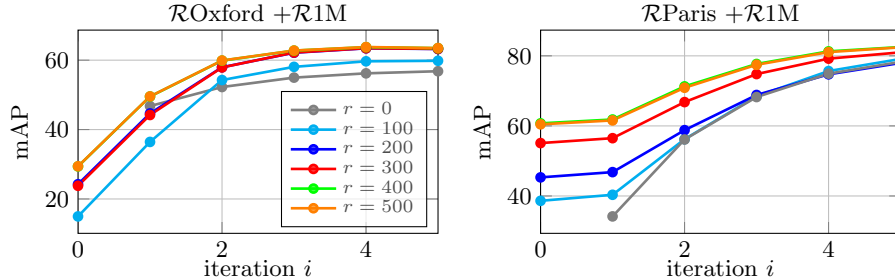 ℛOxford +ℛ1M
mAP
60
40
20
0
2
4
iteration i
r = 0
r = 100
r = 200
r = 300
r = 400
r = 500
ℛParis +ℛ1M
mAP
80
60
40
0
2
4
iteration i